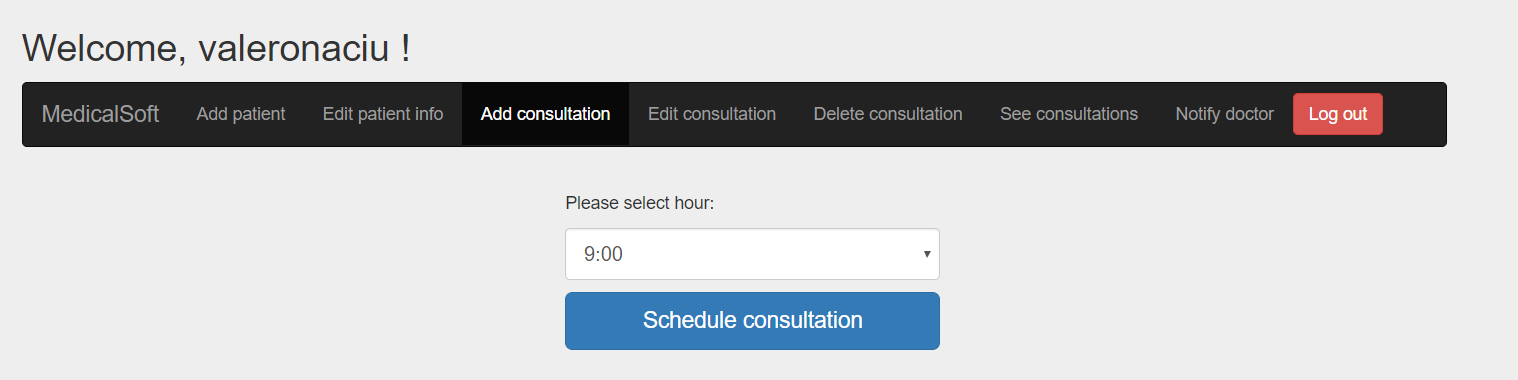 Welcome, valeronaciu !
MedicalSoft Add patient Edit patient info Add consultation Edit consultation Delete consultation See consultations Notify doctor Log out
Please select hour:
9:00
Schedule consultation